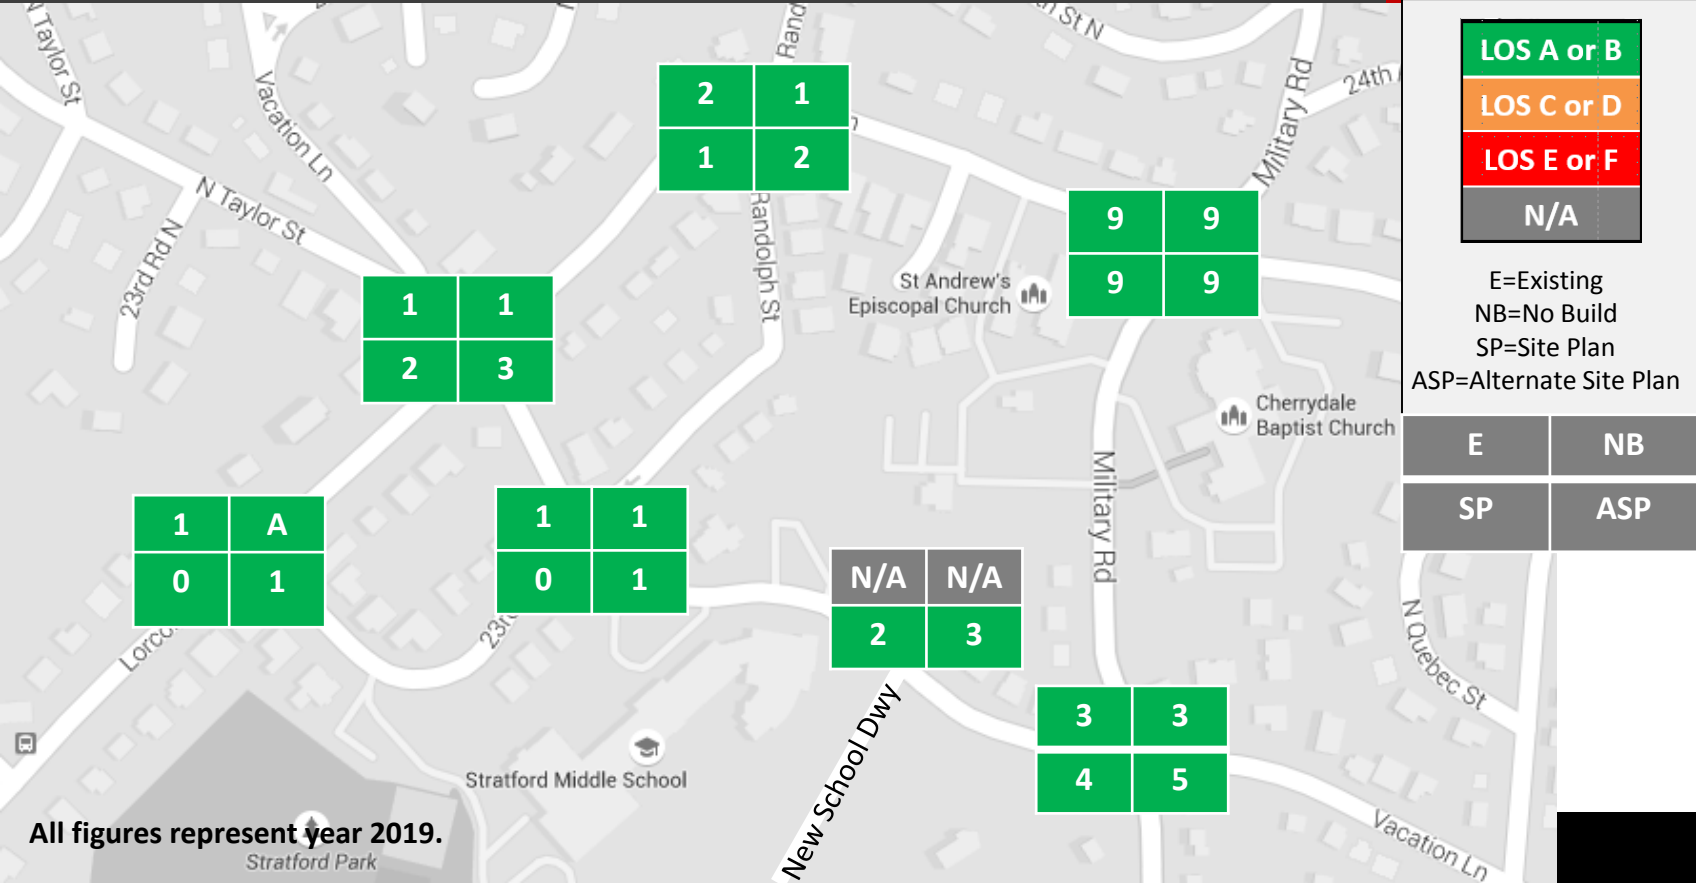 N Taylor St
Vacation Ln
Rand
th St N
Military Rd
24th
LOS A or B
LOS C or D
LOS E or F
N/A
2 1
1 2
N Taylor St
23rd Rd N
Randolph St
9 9
9 9
St Andrew's
Episcopal Church
E=Existing
NB=No Build
SP=Site Plan
ASP=Alternate Site Plan
1 1
2 3
Cherrydale
Baptist Church
E NB
SP ASP
Military Rd
1 A
0 1
1 1
0 1
N/A N/A
2 3
Lorco
23r
N Quebec St
New School Dwy
3 3
4 5
Stratford Middle School
All figures represent year 2019.
Stratford Park
Vacation Ln